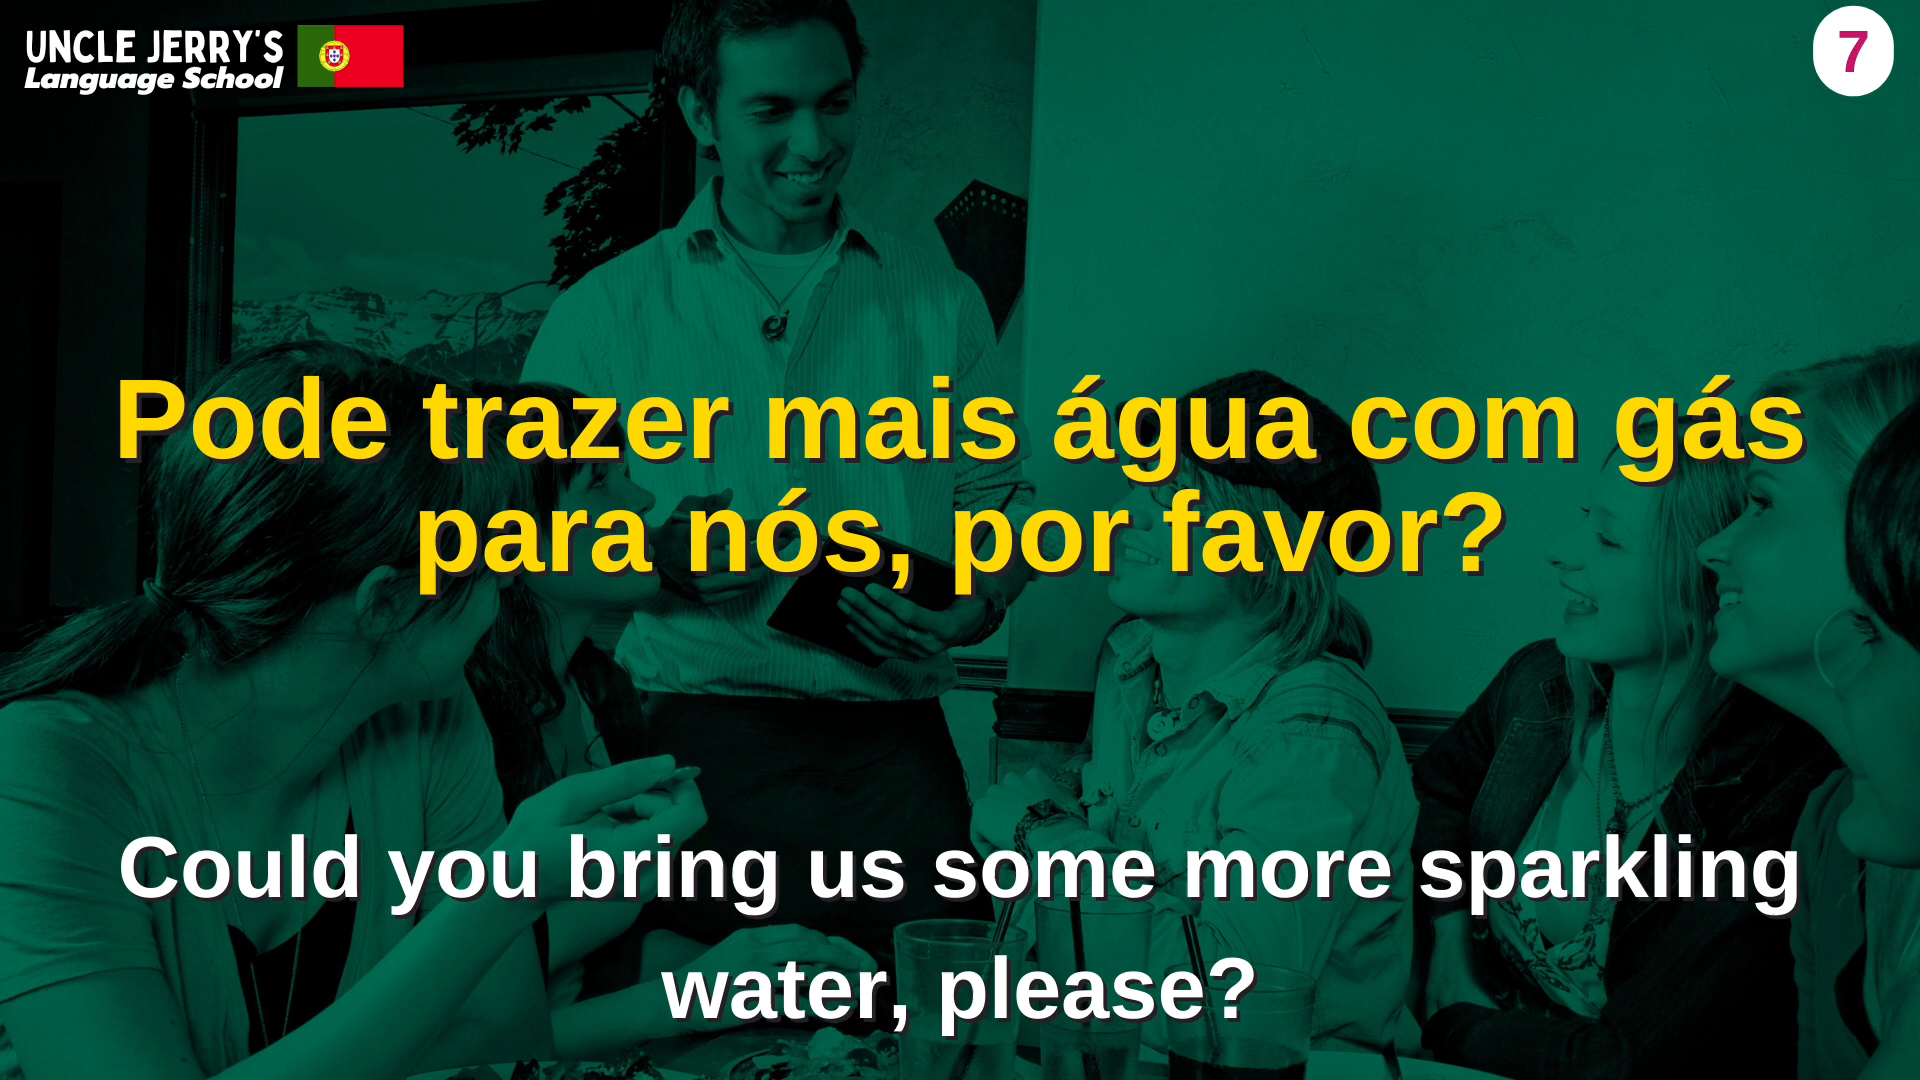 UNCLE JERRY'S
Language School
7
Pode trazer mais água com gás
para nós, por favor?
Could you bring us some more sparkling
water, please?